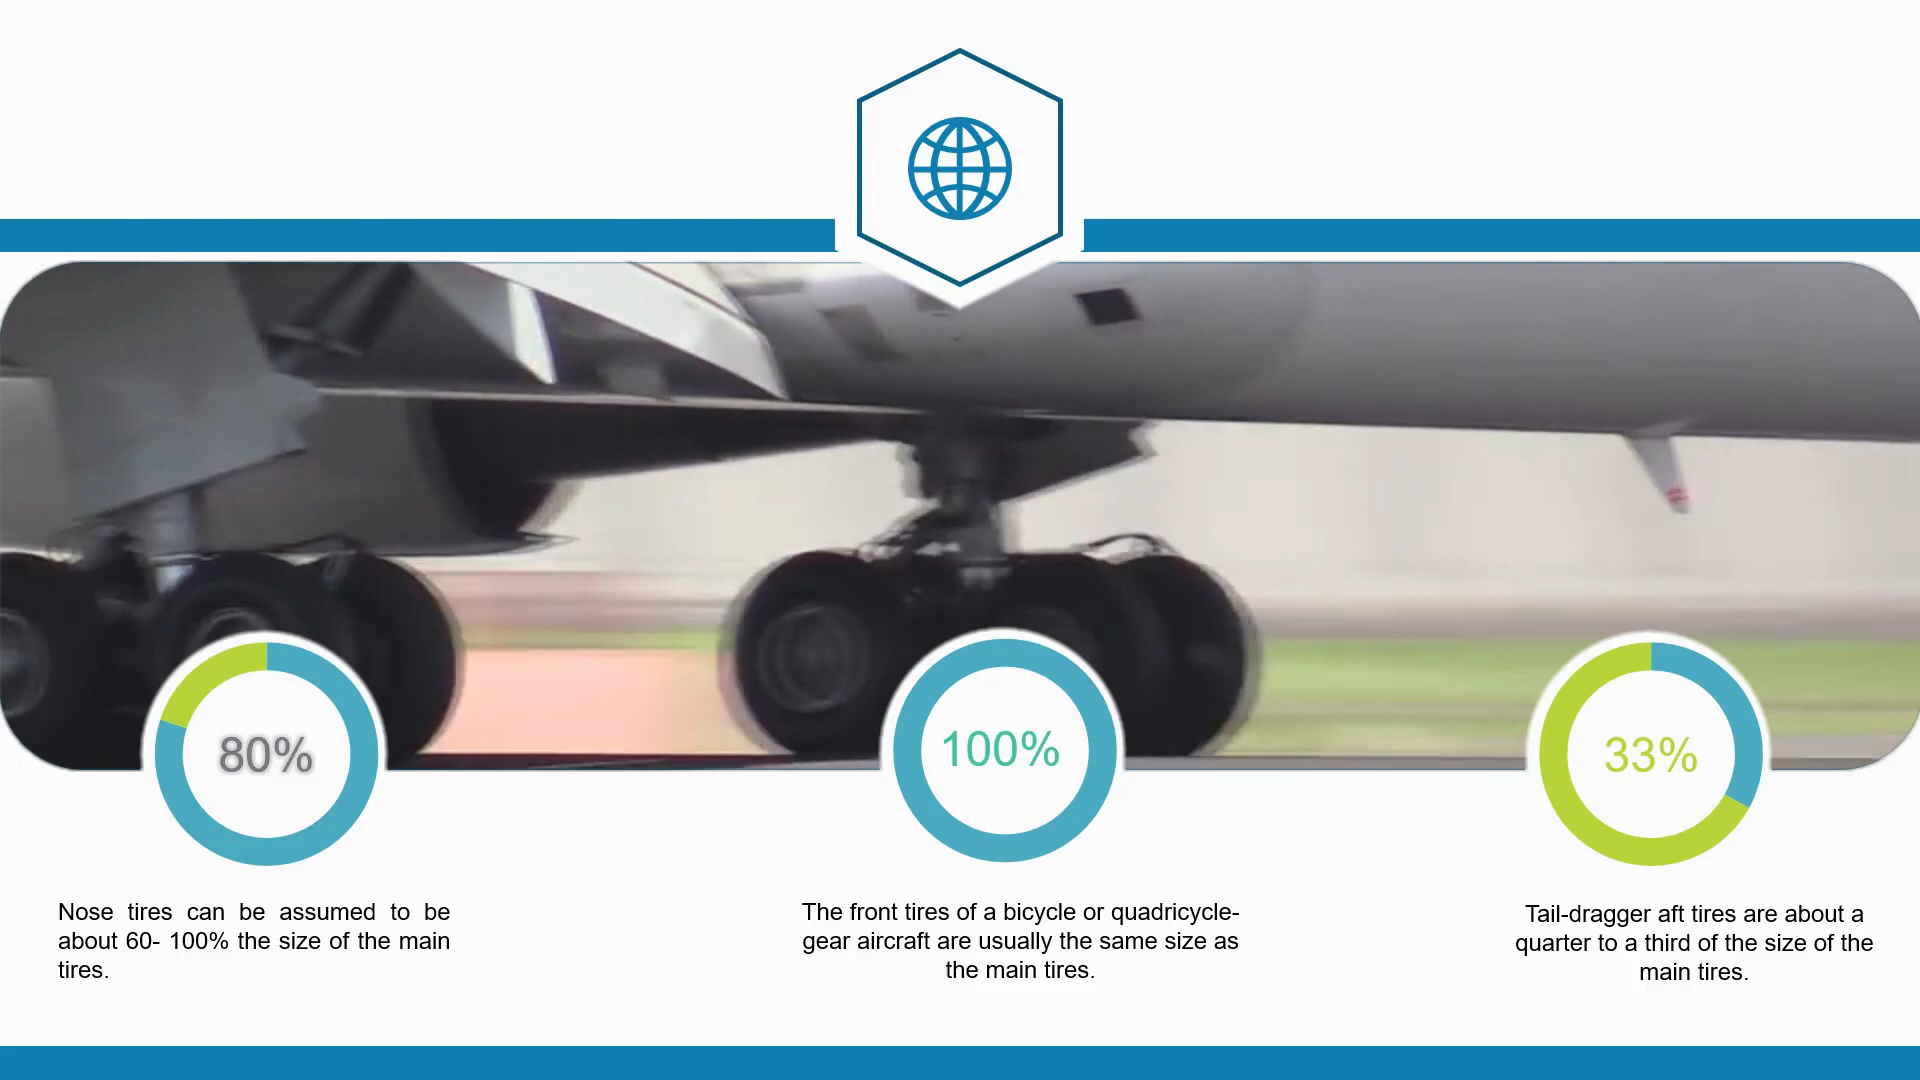 80%
100%
33%
Nose tires can be assumed to be
about 60- 100% the size of the main
tires.
The front tires of a bicycle or quadricycle-
gear aircraft are usually the same size as
the main tires.
Tail-dragger aft tires are about a
quarter to a third of the size of the
main tires.